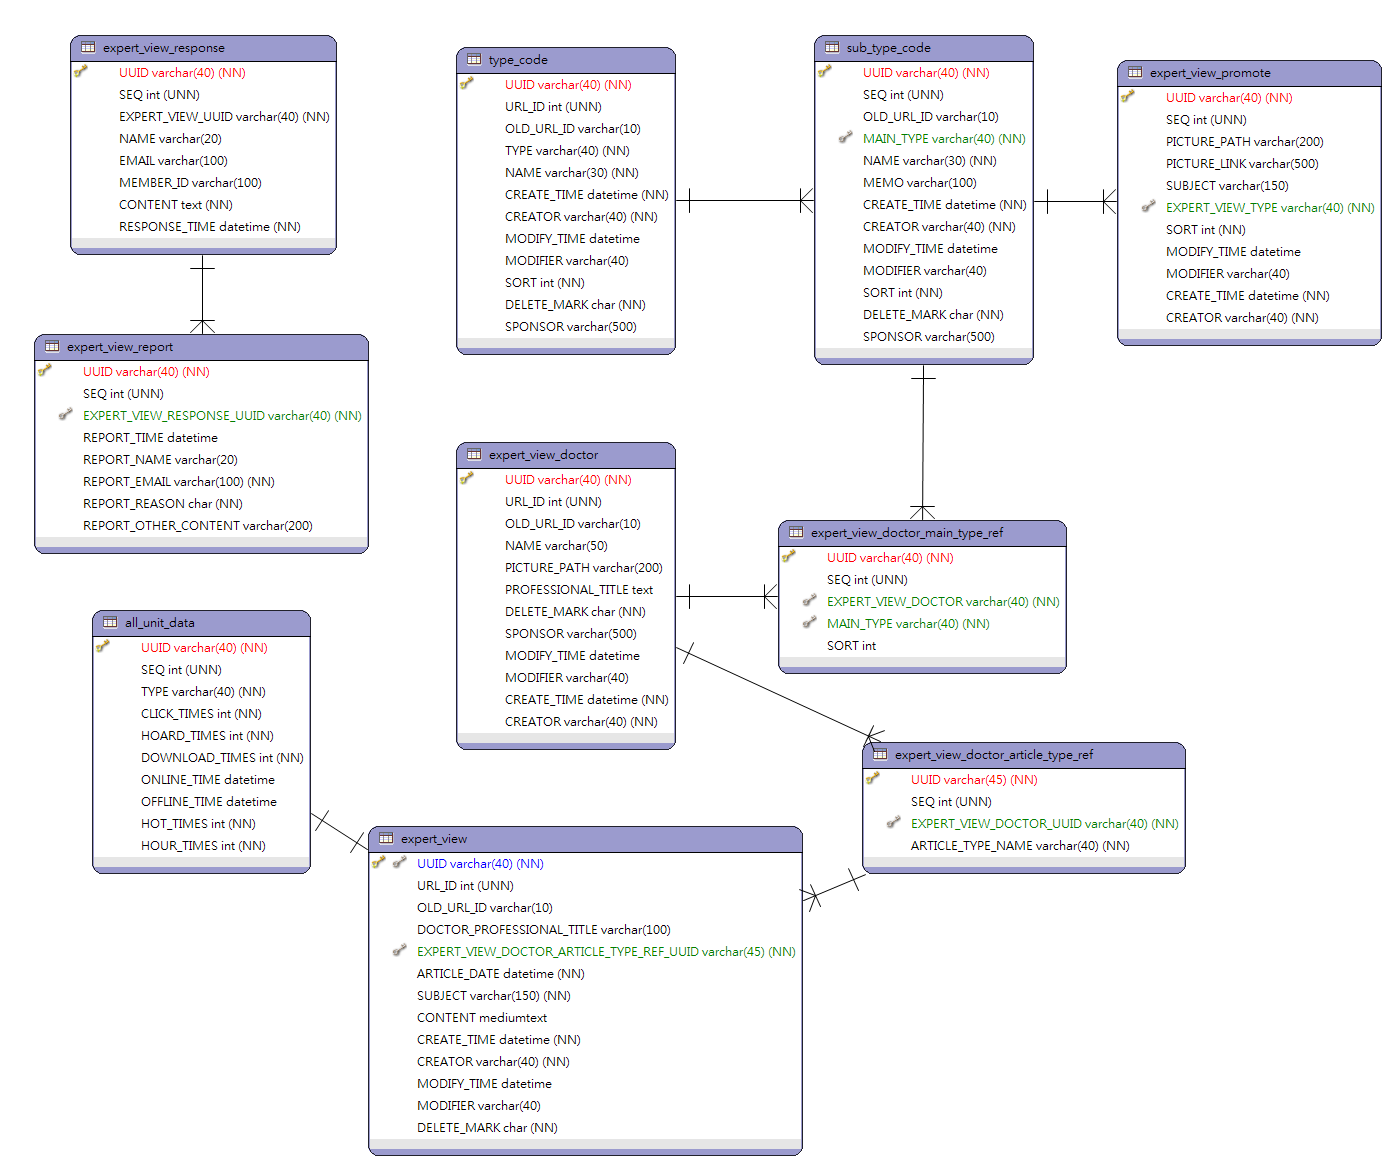 expert_view_response
UUID varchar(40) (NN)
SEQ int (UNN)
EXPERT_VIEW_UUID varchar(40) (NN)
NAME varchar(20)
EMAIL varchar(100)
MEMBER_ID varchar(100)
CONTENT text (NN)
RESPONSE_TIME datetime (NN)
type_code
UUID varchar(40) (NN)
URL_ID int (UNN)
OLD_URL_ID varchar(10)
TYPE varchar(40) (NN)
NAME varchar(30) (NN)
CREATE_TIME datetime (NN)
CREATOR varchar(40) (NN)
MODIFY_TIME datetime
MODIFIER varchar(40)
SORT int (NN)
DELETE_MARK char (NN)
SPONSOR varchar(500)
sub_type_code
UUID varchar(40) (NN)
SEQ int (UNN)
OLD_URL_ID varchar(10)
MAIN_TYPE varchar(40) (NN)
NAME varchar(30) (NN)
MEMO varchar(100)
CREATE_TIME datetime (NN)
CREATOR varchar(40) (NN)
MODIFY_TIME datetime
MODIFIER varchar(40)
SORT int (NN)
DELETE_MARK char (NN)
SPONSOR varchar(500)
expert_view_promote
UUID varchar(40) (NN)
SEQ int (UNN)
PICTURE_PATH varchar(200)
PICTURE_LINK varchar(500)
SUBJECT varchar(150)
EXPERT_VIEW_TYPE varchar(40) (NN)
SORT int (NN)
MODIFY_TIME datetime
MODIFIER varchar(40)
CREATE_TIME datetime (NN)
CREATOR varchar(40) (NN)
expert_view_report
UUID varchar(40) (NN)
SEQ int (UNN)
EXPERT_VIEW_RESPONSE_UUID varchar(40) (NN)
REPORT_TIME datetime
REPORT_NAME varchar(20)
REPORT_EMAIL varchar(100) (NN)
REPORT_REASON char (NN)
REPORT_OTHER_CONTENT varchar(200)
expert_view_doctor
UUID varchar(40) (NN)
URL_ID int (UNN)
OLD_URL_ID varchar(10)
NAME varchar(50)
PICTURE_PATH varchar(200)
PROFESSIONAL_TITLE text
DELETE_MARK char (NN)
SPONSOR varchar(500)
MODIFY_TIME datetime
MODIFIER varchar(40)
CREATE_TIME datetime (NN)
CREATOR varchar(40) (NN)
expert_view_doctor_main_type_ref
UUID varchar(40) (NN)
SEQ int (UNN)
EXPERT_VIEW_DOCTOR varchar(40) (NN)
MAIN_TYPE varchar(40) (NN)
SORT int
all_unit_data
UUID varchar(40) (NN)
SEQ int (UNN)
TYPE varchar(40) (NN)
CLICK_TIMES int (NN)
HOARD_TIMES int (NN)
DOWNLOAD_TIMES int (NN)
ONLINE_TIME datetime
OFFLINE_TIME datetime
HOT_TIMES int (NN)
HOUR_TIMES int (NN)
expert_view_doctor_article_type_ref
UUID varchar(45) (NN)
SEQ int (UNN)
EXPERT_VIEW_DOCTOR_UUID varchar(40) (NN)
ARTICLE_TYPE_NAME varchar(40) (NN)
expert_view
UUID varchar(40) (NN)
URL_ID int (UNN)
OLD_URL_ID varchar(10)
DOCTOR_PROFESSIONAL_TITLE varchar(100)
EXPERT_VIEW_DOCTOR_ARTICLE_TYPE_REF_UUID varchar(45) (NN)
ARTICLE_DATE datetime (NN)
SUBJECT varchar(150) (NN)
CONTENT mediumtext
CREATE_TIME datetime (NN)
CREATOR varchar(40) (NN)
MODIFY_TIME datetime
MODIFIER varchar(40)
DELETE_MARK char (NN)